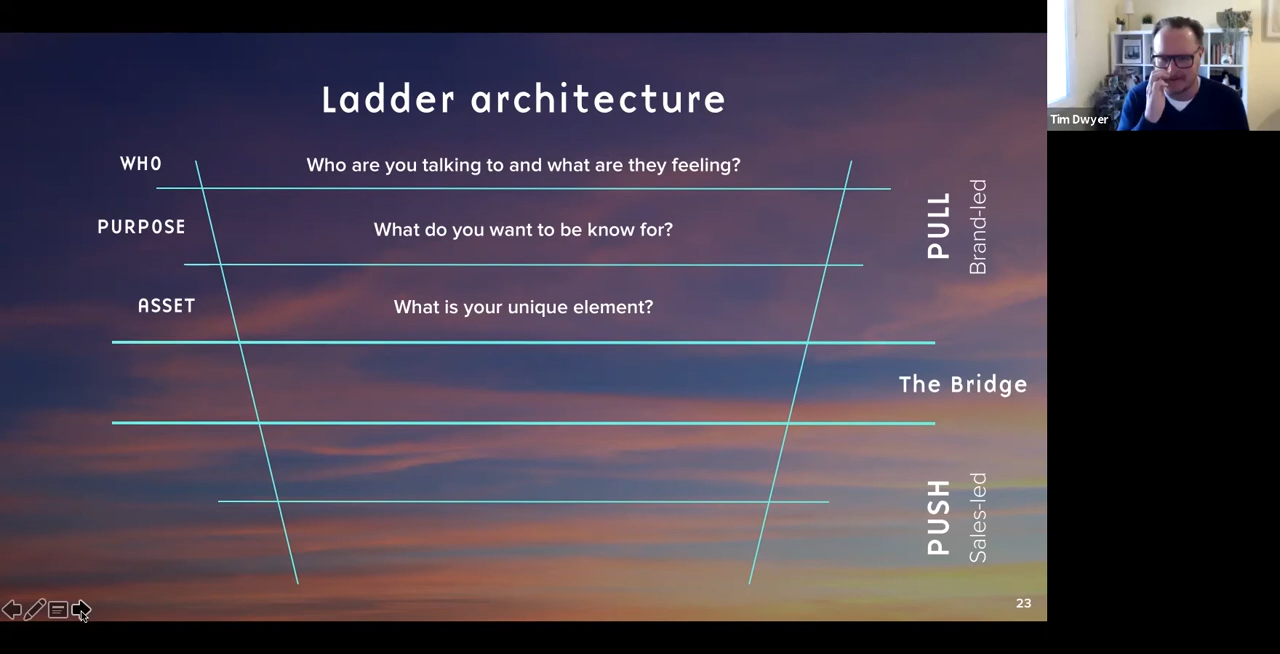 Ladder architecture
WHO
Who are you talking to and what are they feeling?
PURPOSE
What do you want to be know for?
ASSET
What is your unique element?
PULL
Brand-led
The Bridge
PUSH
Sales-led
23
Tim Dwyer